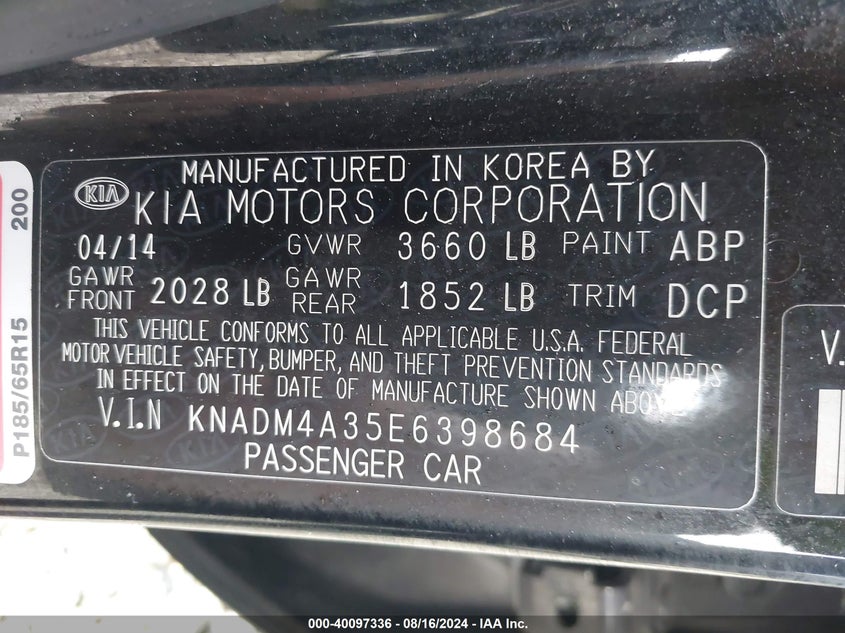 MANUFACTURED IN KOREA BY
KIA KIA MOTORS CORPORATION
04/14 GVWR 3660 LB PAINT ABP
GAWR FRONT 2028 LB GAWR REAR 1852 LB TRIM DCP
THIS VEHICLE CONFORMS TO ALL APPLICABLE U.S.A. FEDERAL
MOTOR VEHICLE SAFETY, BUMPER, AND THEFT PREVENTION STANDARDS
IN EFFECT ON THE DATE OF MANUFACTURE SHOWN ABOVE
V.I.N KNADM4A35E6398684
PASSENGER CAR
P185/65R15 200
V.
000-40097336 - 08/16/2024 - IAA Inc.